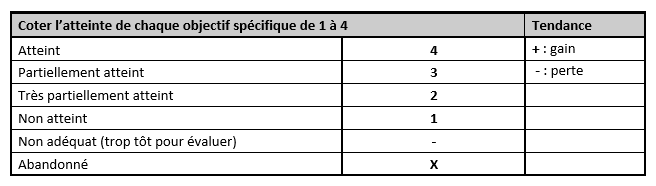 Coter l’atteinte de chaque objectif spécifique de 1 à 4 Tendance
Atteint 4 + : gain
Partiellement atteint 3 - : perte
Très partiellement atteint 2
Non atteint 1
Non adéquat (trop tôt pour évaluer) -
Abandonné X